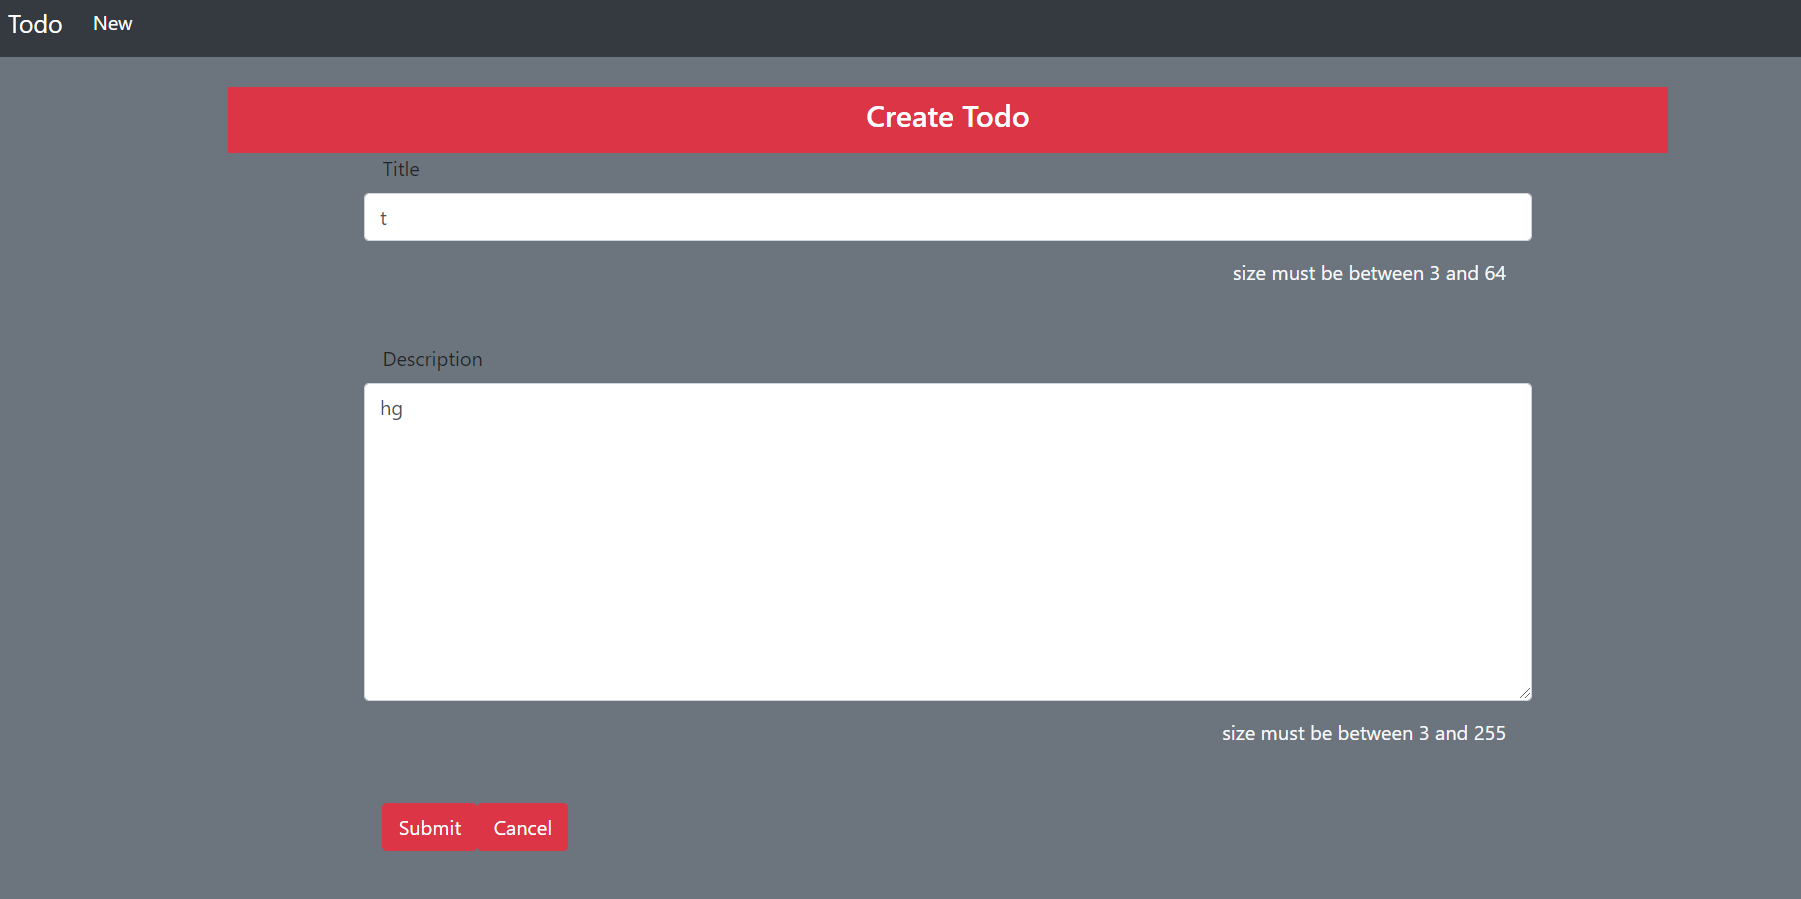 Todo New
Create Todo
Title
t
size must be between 3 and 64
Description
hg
size must be between 3 and 255
Submit Cancel